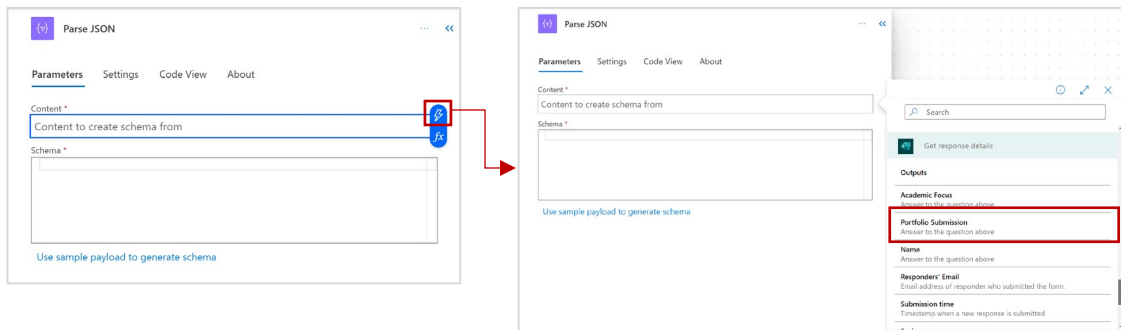 Parse JSON
Parameters Settings Code View About
Content *
Content to create schema from
fx
Schema *
Use sample payload to generate schema
Parse JSON
Parameters Settings Code View About
Content *
Content to create schema from
Schema *
Use sample payload to generate schema
Search
Get response details
Outputs
Academic Focus
Answer to the question above
Portfolio Submission
Answer to the question above
Name
Answer to the question above
Responders' Email
Email address of responder who submitted the form.
Submission time
Timestamp when a new response is submitted